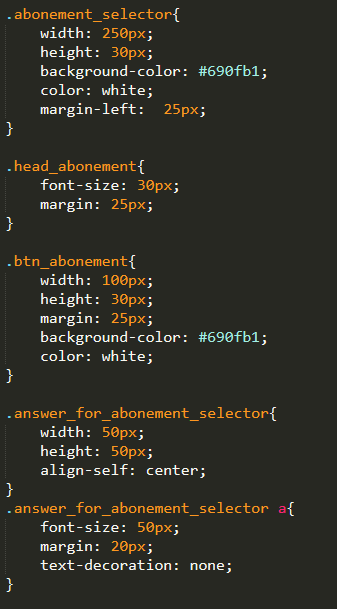 .abonement_selector{
    width: 250px;
    height: 30px;
    background-color: #690fb1;
    color: white;
    margin-left:  25px;
}

.head_abonement{
    font-size: 30px;
    margin: 25px;
}

.btn_abonement{
    width: 100px;
    height: 30px;
    margin: 25px;
    background-color: #690fb1;
    color: white;
}

.answer_for_abonement_selector{
    width: 50px;
    height: 50px;
    align-self: center;
}
.answer_for_abonement_selector a{
    font-size: 50px;
    margin: 20px;
    text-decoration: none;
}